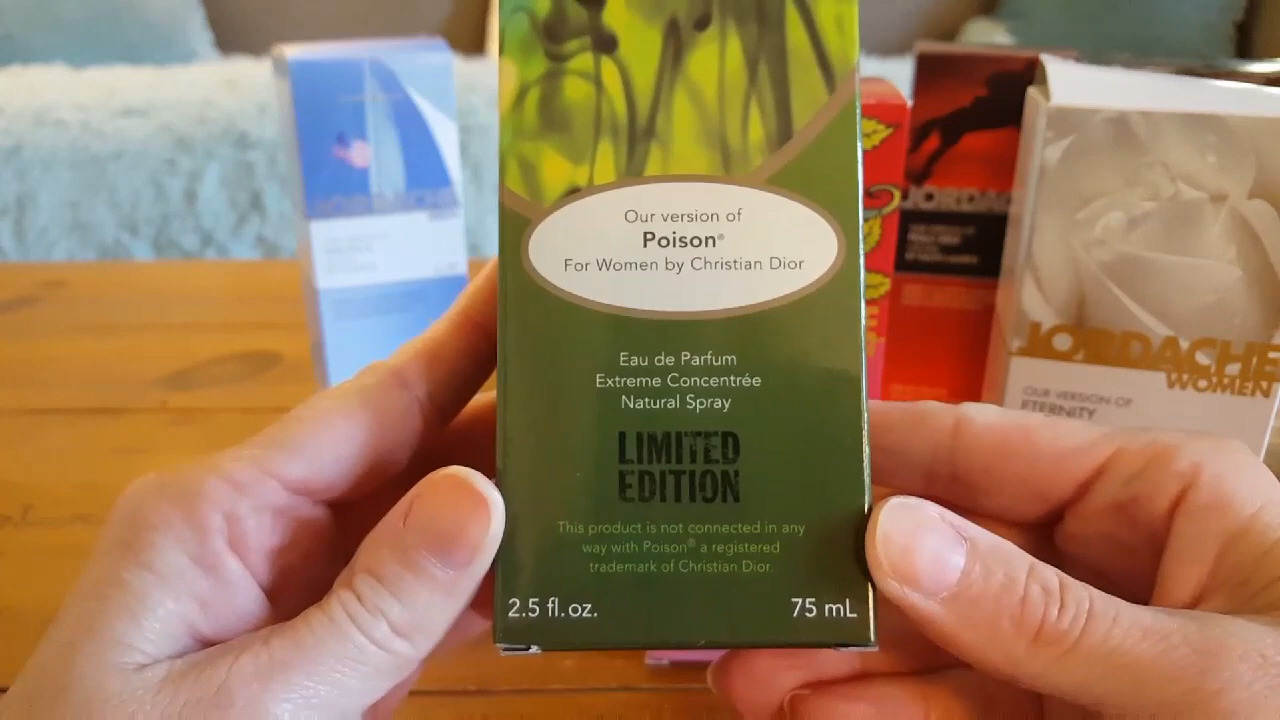 Our version of
Poison®
For Women by Christian Dior
Eau de Parfum
Extreme Concentrée
Natural Spray
LIMITED
EDITION
This product is not connected in any
way with Poison® a registered
trademark of Christian Dior.
2.5 fl.oz.
75 mL
JORDACHE
JORDACHE
WOMEN
OUR VERSION OF
ETERNITY